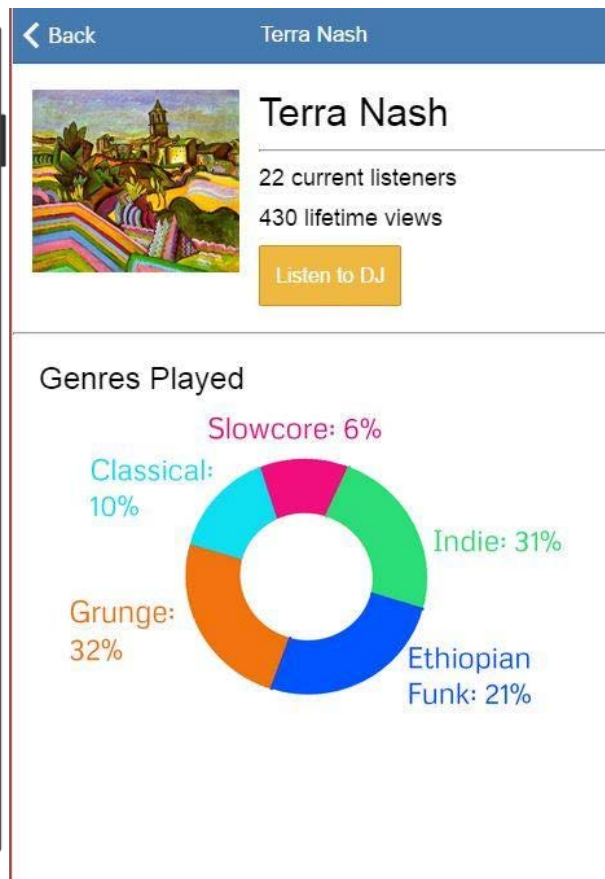 Back
Terra Nash
Terra Nash
22 current listeners
430 lifetime views
Listen to DJ
Genres Played
Slowcore: 6%
Classical:
10%
Indie: 31%
Grunge:
32%
Ethiopian
Funk: 21%